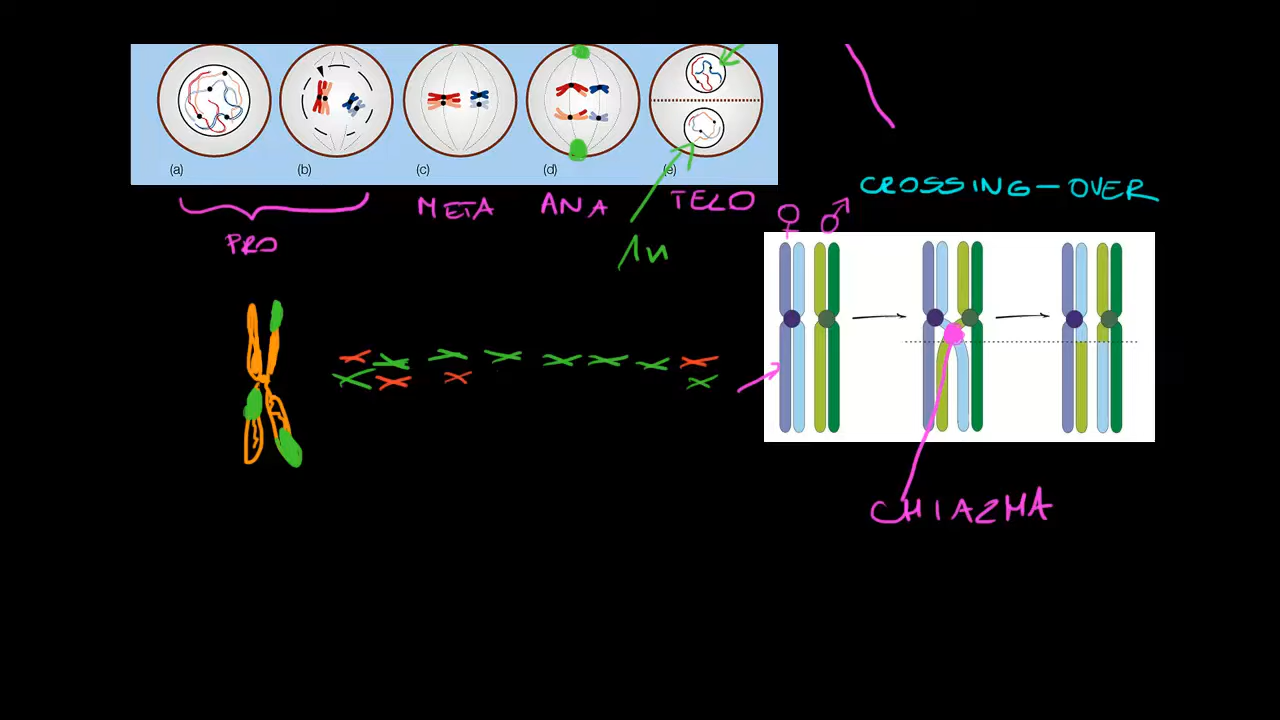 (a) (b) (c) (d) (e)
PRO META ANA TELO
1n
CROSSING-OVER
♀ ♂
CHIAZMA